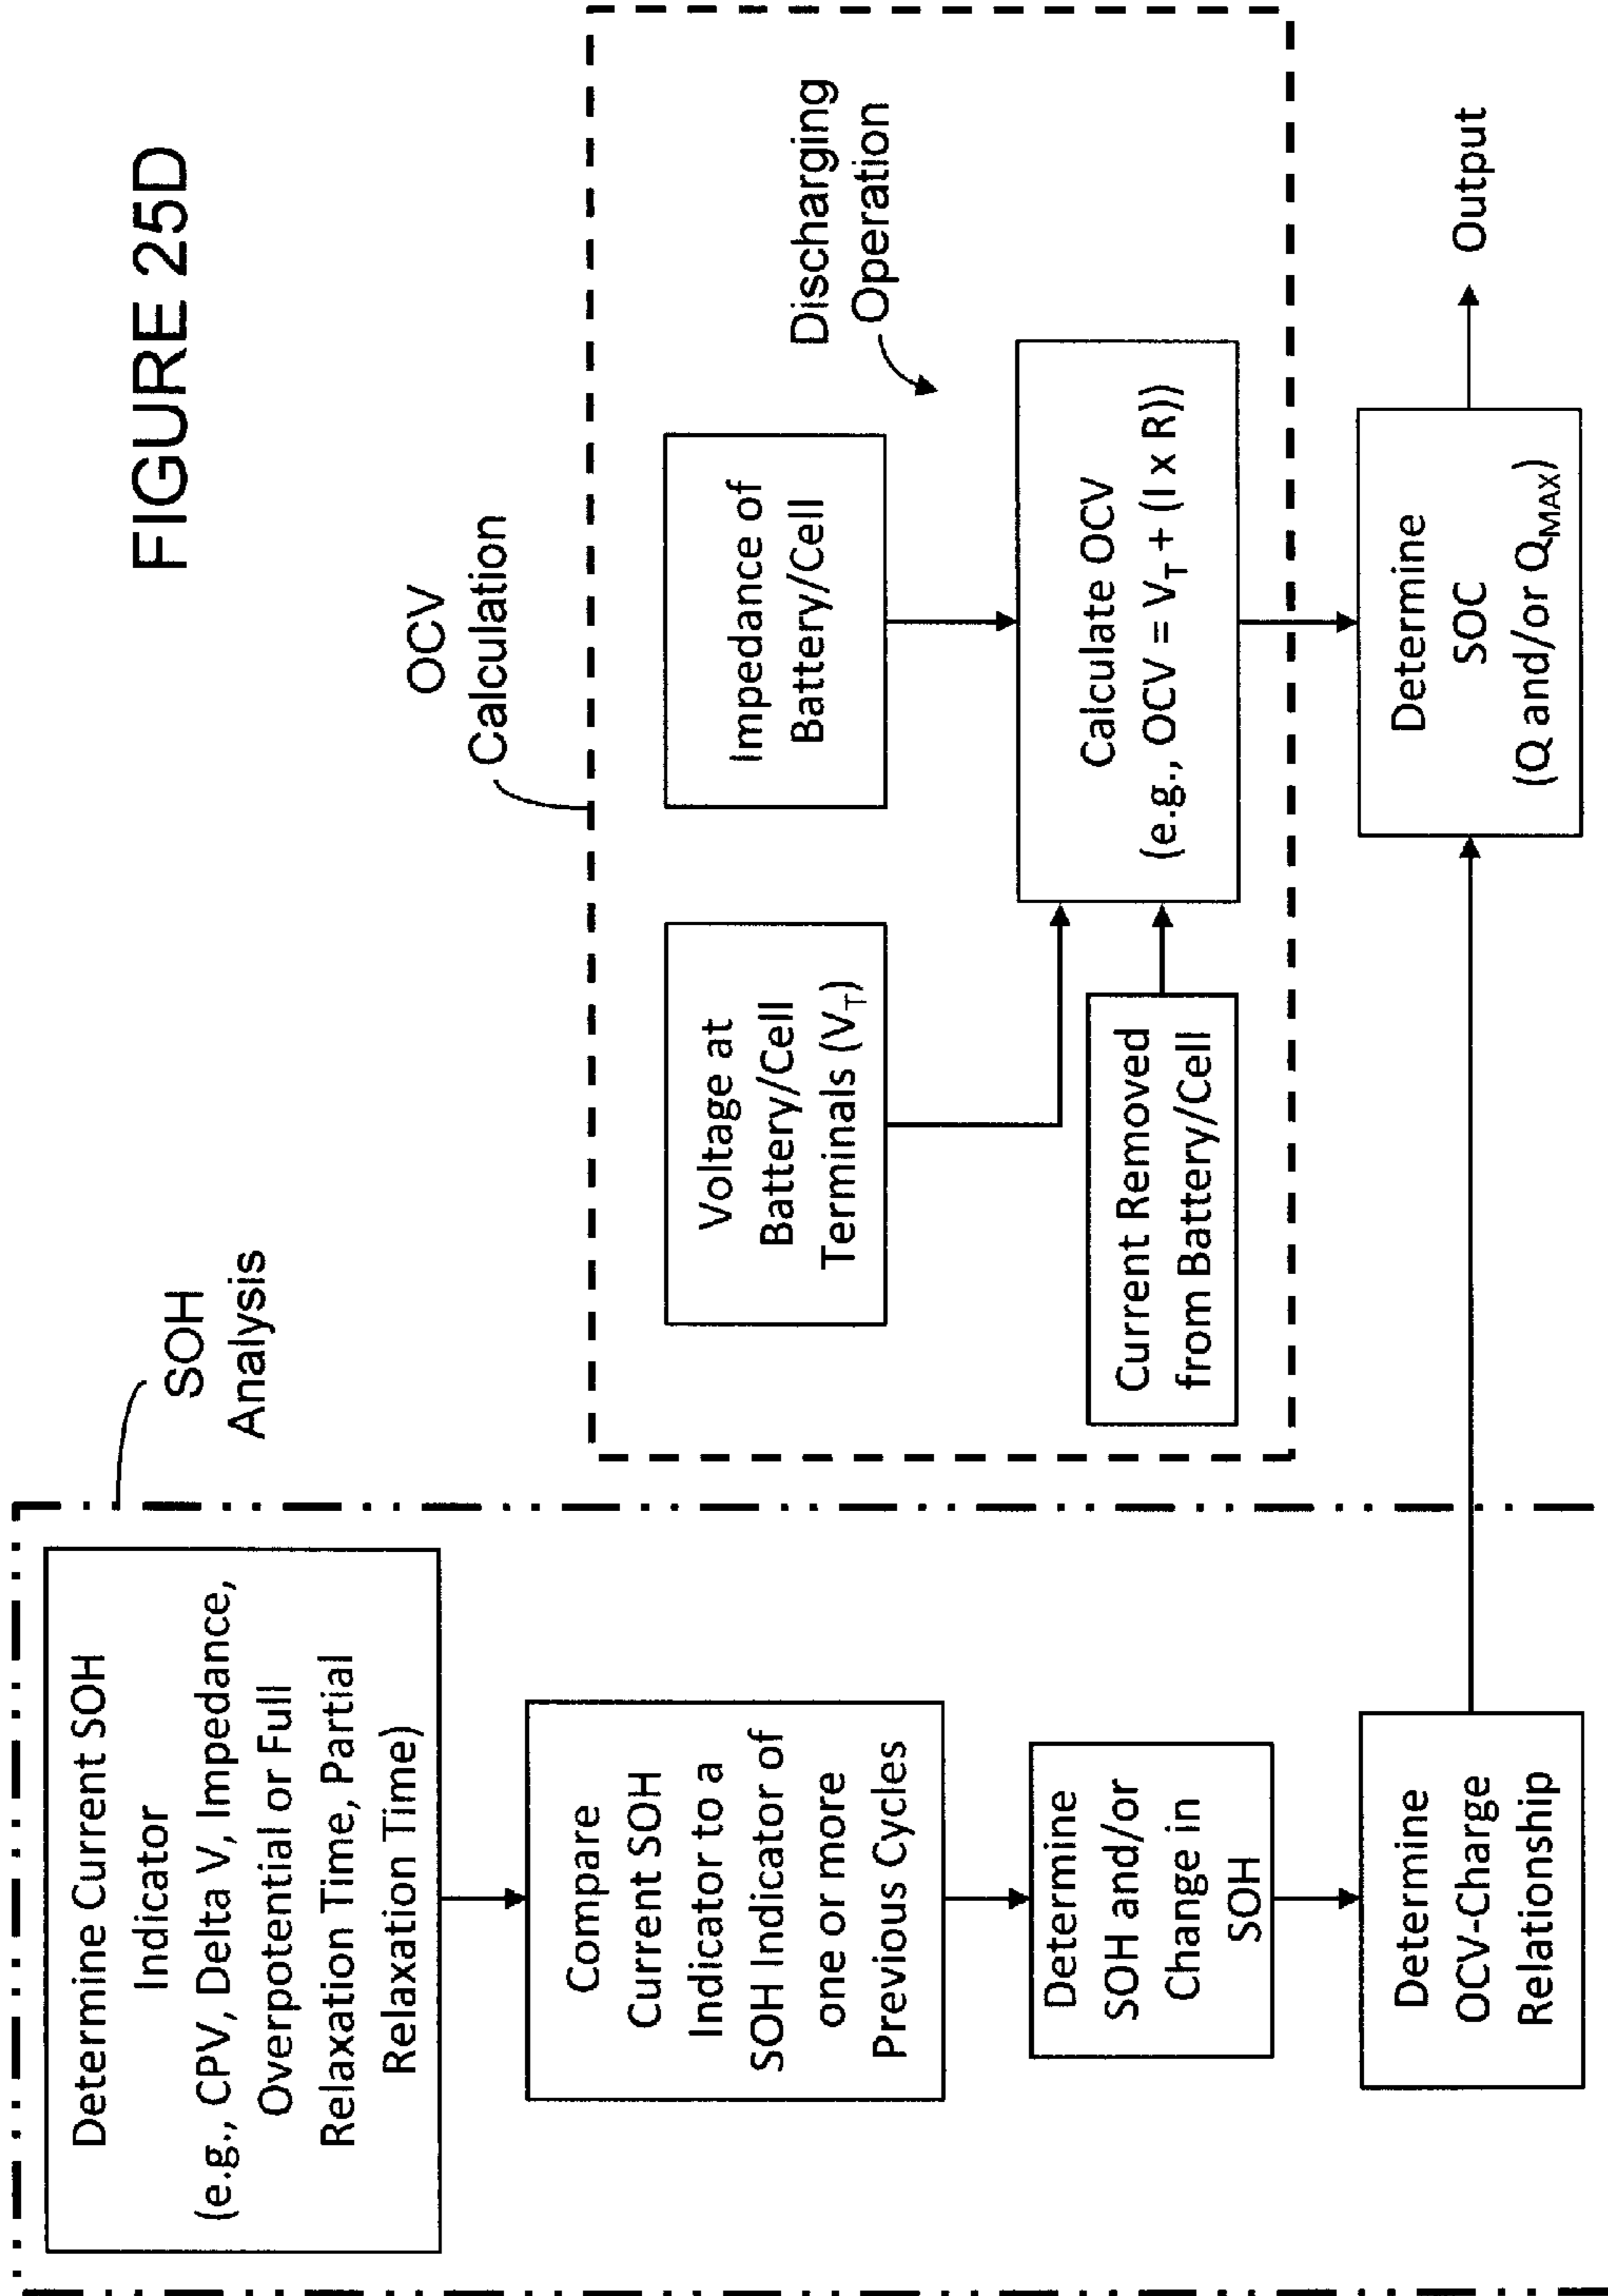 FIGURE 25D
SOH
Analysis
Determine Current SOH
Indicator
(e.g., CPV, Delta V, Impedance,
Overpotential or Full
Relaxation Time, Partial
Relaxation Time)
Compare
Current SOH
Indicator to a
SOH Indicator of
one or more
Previous Cycles
Determine
SOH and/or
Change in
SOH
Determine
OCV-Charge
Relationship
OCV
Calculation
Voltage at
Battery/Cell
Terminals (V_T)
Impedance of
Battery/Cell
Discharging
Operation
Current Removed
from Battery/Cell
Calculate OCV
(e.g., OCV = V_T + (I x R))
Determine
SOC
(Q and/or Q_MAX)
Output